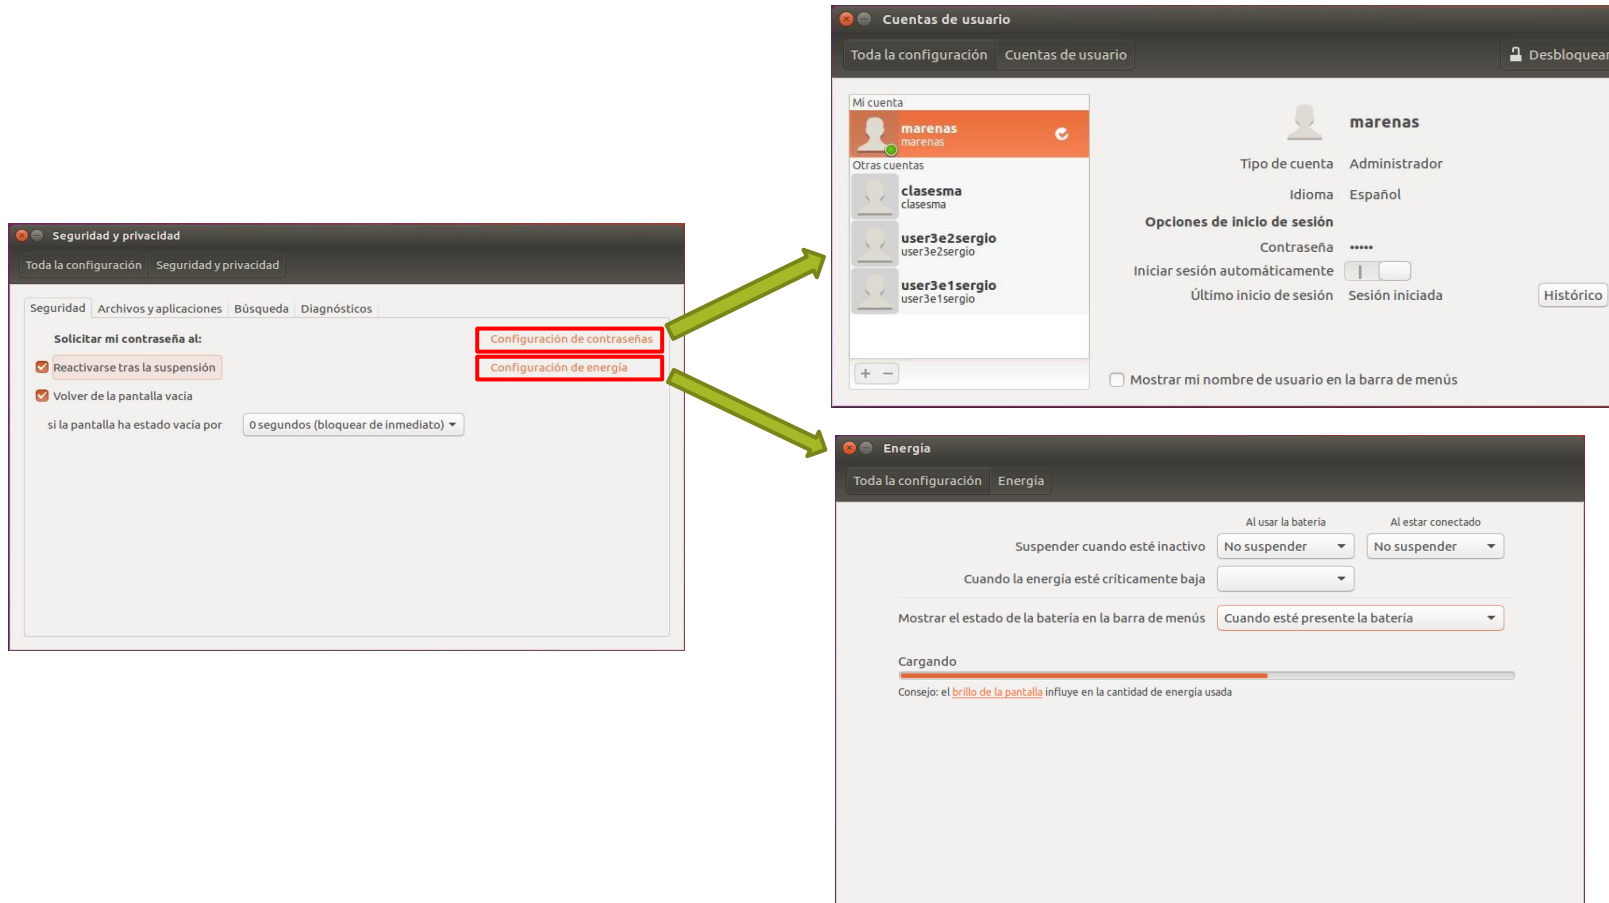 Seguridad y privacidad
Toda la configuración Seguridad y privacidad
Seguridad Archivos y aplicaciones Búsqueda Diagnósticos
Solicitar mi contraseña al: Configuración de contraseñas
Reactivarse tras la suspensión Configuración de energía
Volver de la pantalla vacía
si la pantalla ha estado vacía por 0 segundos (bloquear de inmediato)
Cuentas de usuario
Toda la configuración Cuentas de usuario Desbloquear
Mi cuenta
marenas
marenas
Otras cuentas
clasesma
clasesma
user3e2sergio
user3e2sergio
user3e1sergio
user3e1sergio
+ −
marenas
Tipo de cuenta Administrador
Idioma Español
Opciones de inicio de sesión
Contraseña •••••
Iniciar sesión automáticamente
Último inicio de sesión Sesión iniciada Histórico
Mostrar mi nombre de usuario en la barra de menús
Energía
Toda la configuración Energía
Al usar la batería Al estar conectado
Suspender cuando esté inactivo No suspender No suspender
Cuando la energía esté críticamente baja
Mostrar el estado de la batería en la barra de menús Cuando esté presente la batería
Cargando
Consejo: el brillo de la pantalla influye en la cantidad de energía usada